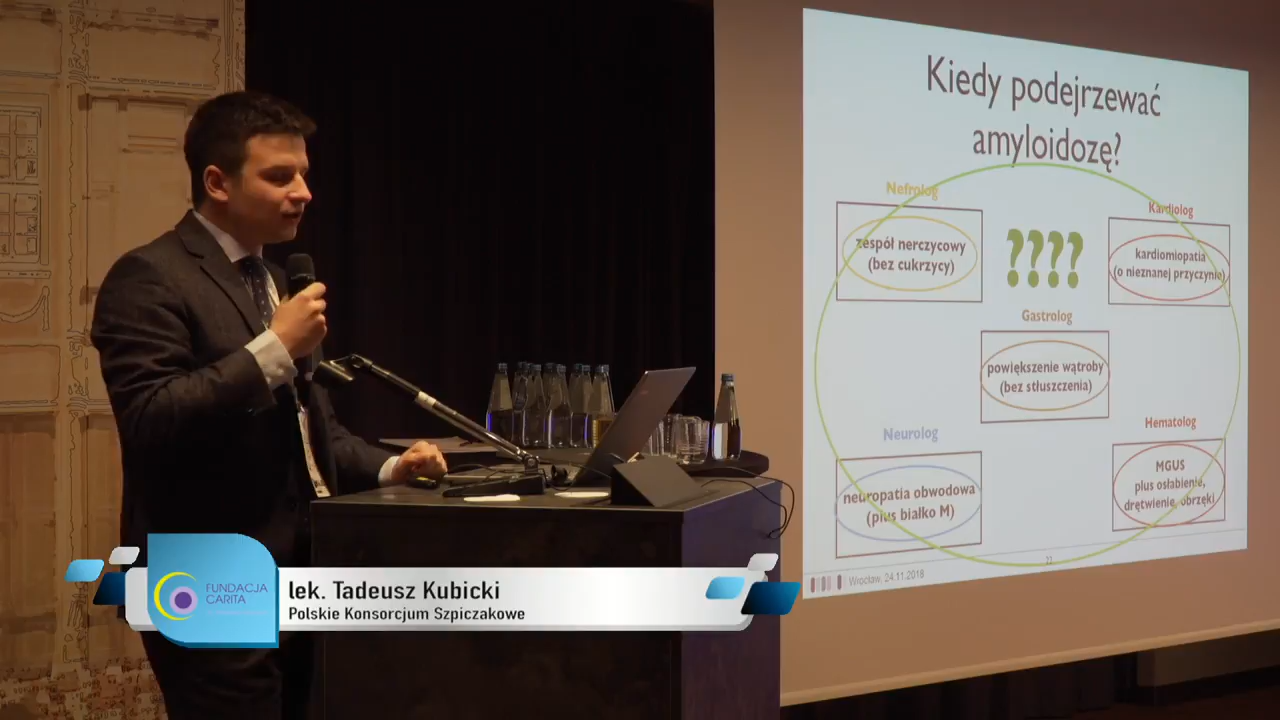 Kiedy podejrzewać
amyloidozę?
Nefrolog
zespół nerczycowy
(bez cukrzycy)
????
Kardiolog
kardiomiopatia
(o nieznanej przyczynie)
Gastrolog
powiększenie wątroby
(bez stłuszczenia)
Neurolog
neuropatia obwodowa
(plus białko M)
Hematolog
MGUS
plus osłabienie,
drętwienie, obrzęki
22
Wrocław, 24.11.2018
FUNDACJA
CARITA
lek. Tadeusz Kubicki
Polskie Konsorcjum Szpiczakowe